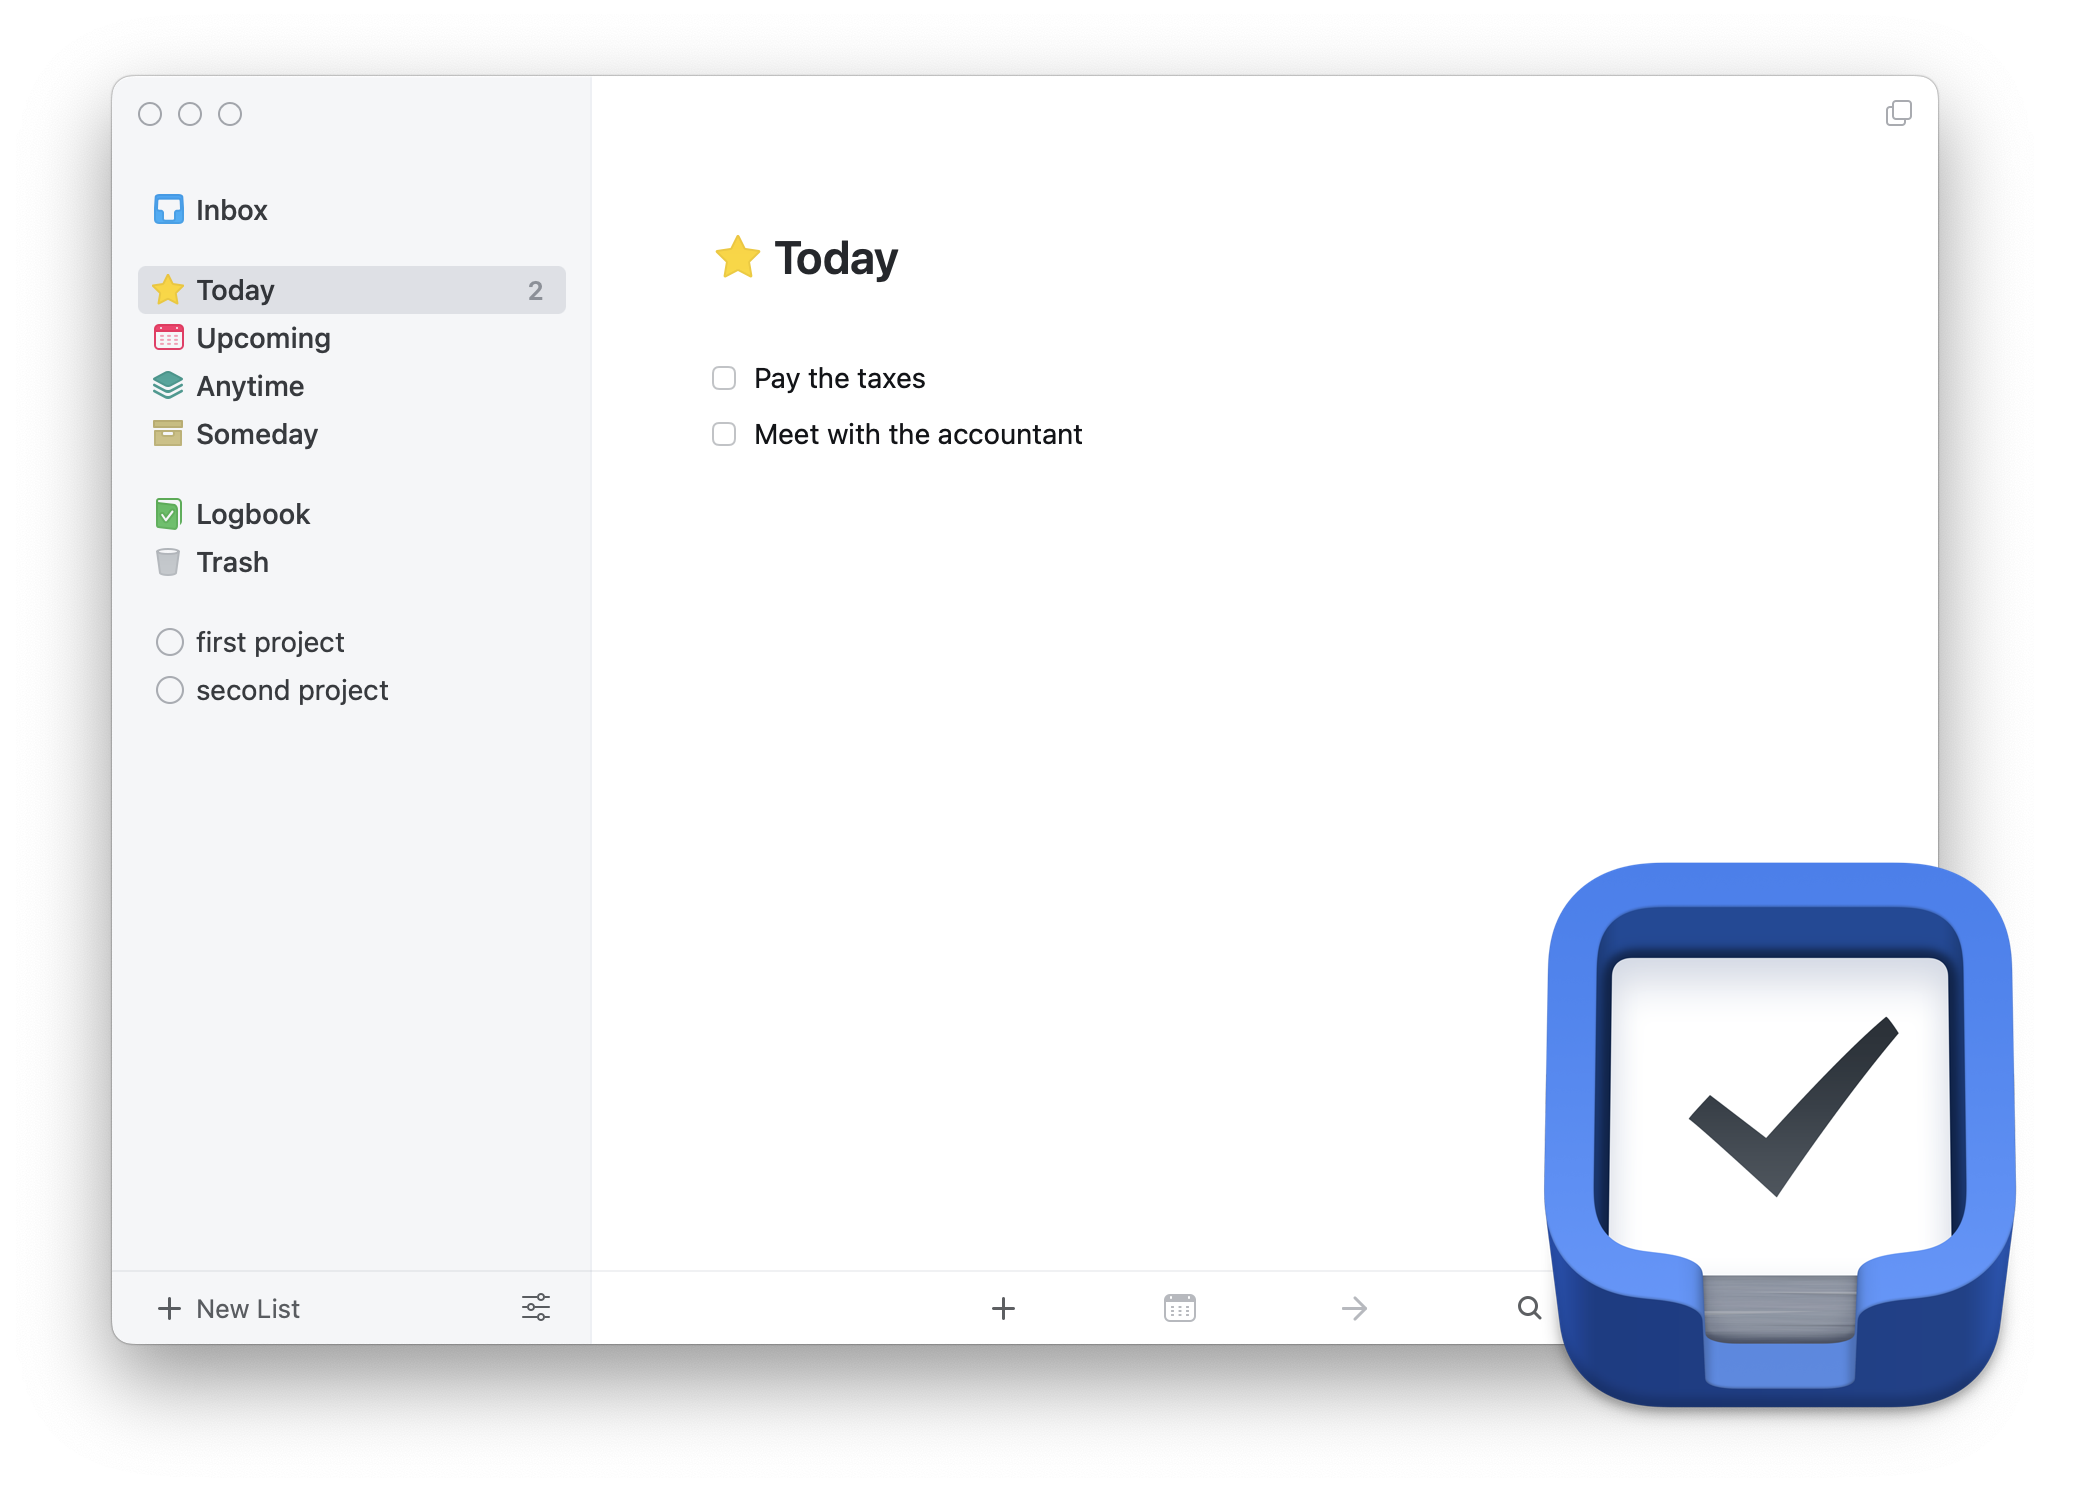 Inbox
Today 2
Upcoming
Anytime
Someday
Logbook
Trash
first project
second project
New List
Today
Pay the taxes
Meet with the accountant